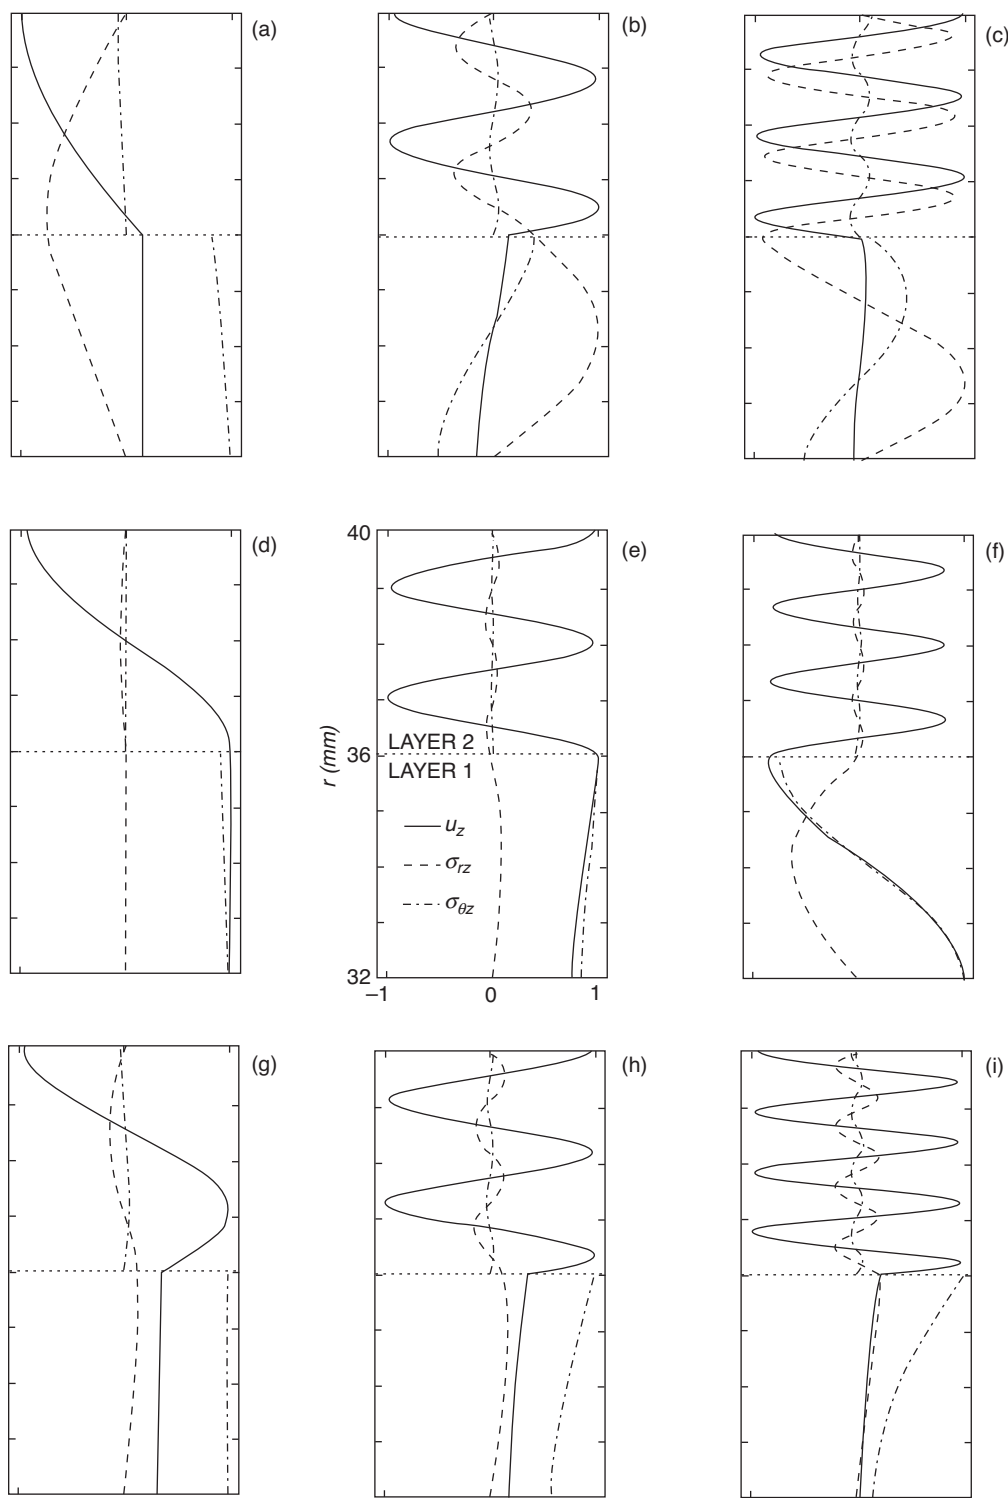 (a)
(b)
(c)
(d)
40
(e)
(f)
r (mm)
LAYER 2
36
LAYER 1
u_z
σ_rz
σ_θz
32
−1
0
1
(g)
(h)
(i)